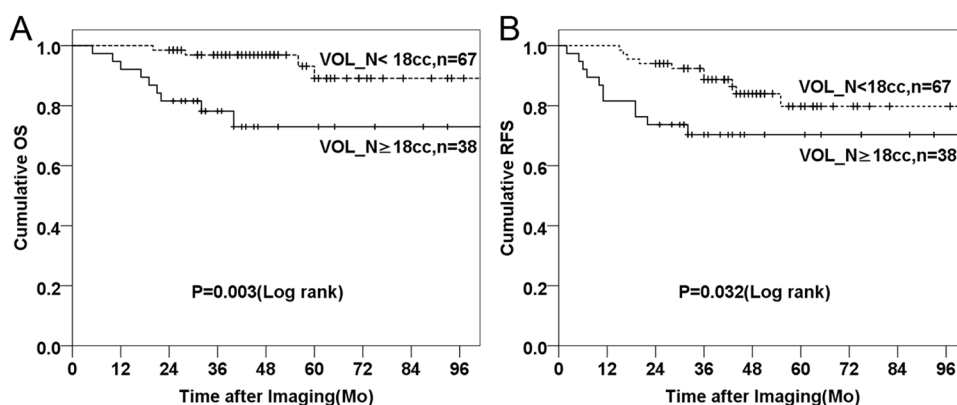 A
Cumulative OS
1.0
0.8
0.6
0.4
0.2
0.0
VOL_N< 18cc,n=67
VOL_N≥18cc,n=38
P=0.003(Log rank)
0 12 24 36 48 60 72 84 96
Time after Imaging(Mo)
B
Cumulative RFS
1.0
0.8
0.6
0.4
0.2
0.0
VOL_N<18cc,n=67
VOL_N≥18cc,n=38
P=0.032(Log rank)
0 12 24 36 48 60 72 84 96
Time after Imaging(Mo)